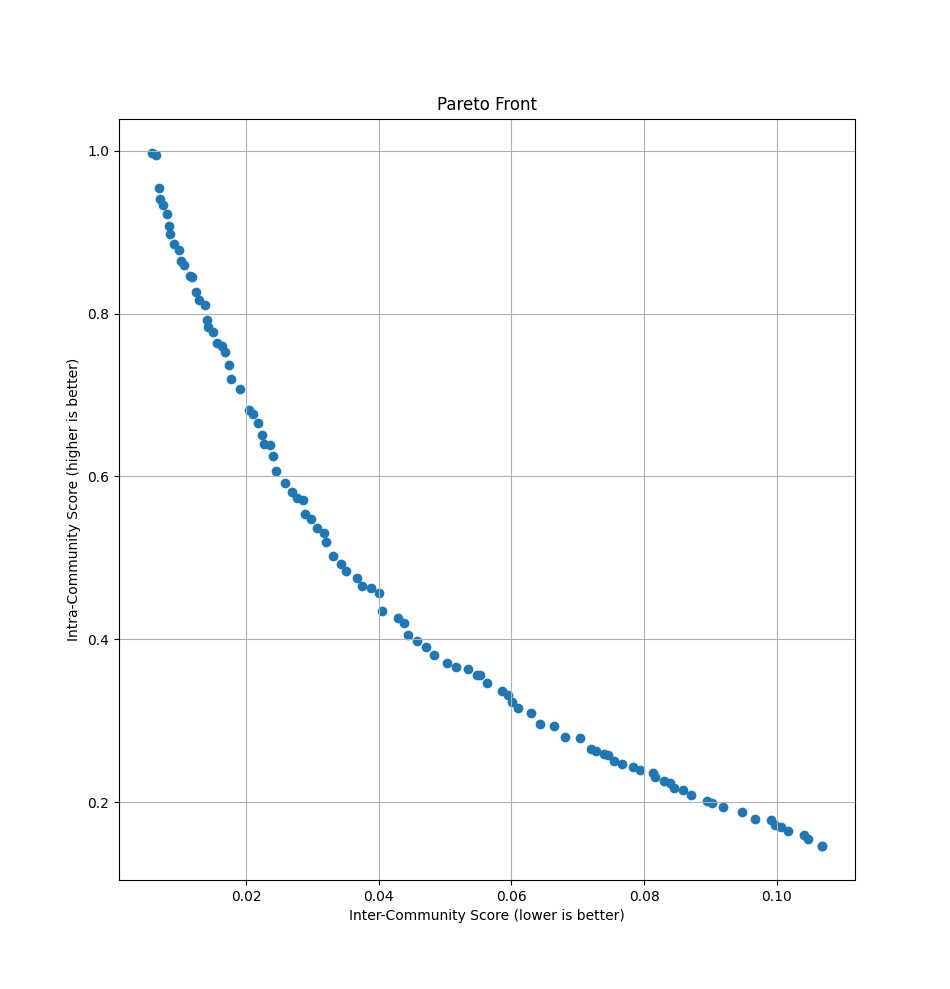 Pareto Front
Intra-Community Score (higher is better)
1.0
0.8
0.6
0.4
0.2
0.02 0.04 0.06 0.08 0.10
Inter-Community Score (lower is better)